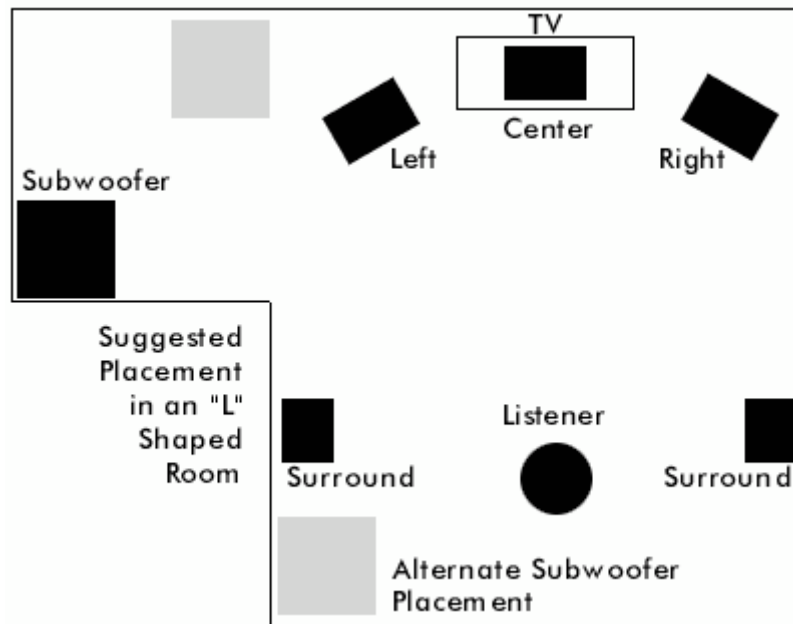 TV
Center
Left
Right
Subwoofer
Suggested
Placement
in an "L"
Shaped
Room
Listener
Surround
Surround
Alternate Subwoofer
Placement